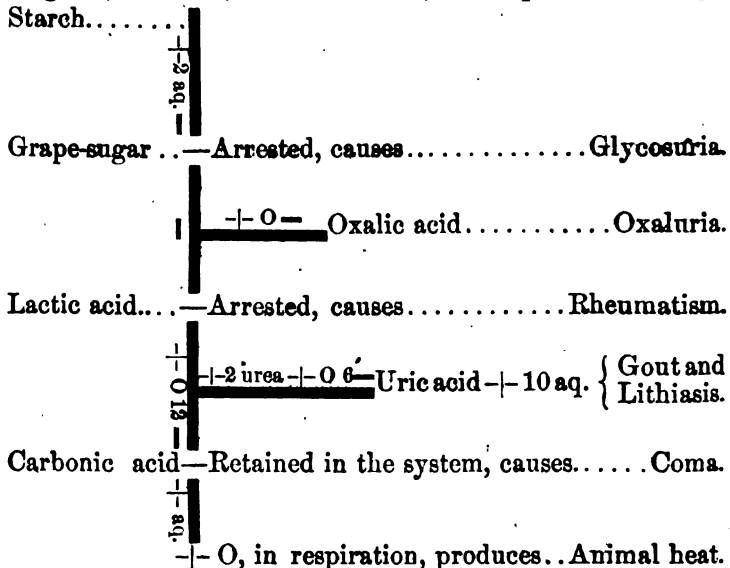 Starch........
+2 aq. =
Grape-sugar ..—Arrested, causes..............Glycosuria.
= + O = Oxalic acid...........Oxaluria.
Lactic acid....—Arrested, causes............Rheumatism.
+ O 12 =
+2 urea + O 6 = Uric acid + 10 aq. { Gout and
Lithiasis.
Carbonic acid—Retained in the system, causes......Coma.
+ aq.
+ O, in respiration, produces..Animal heat.